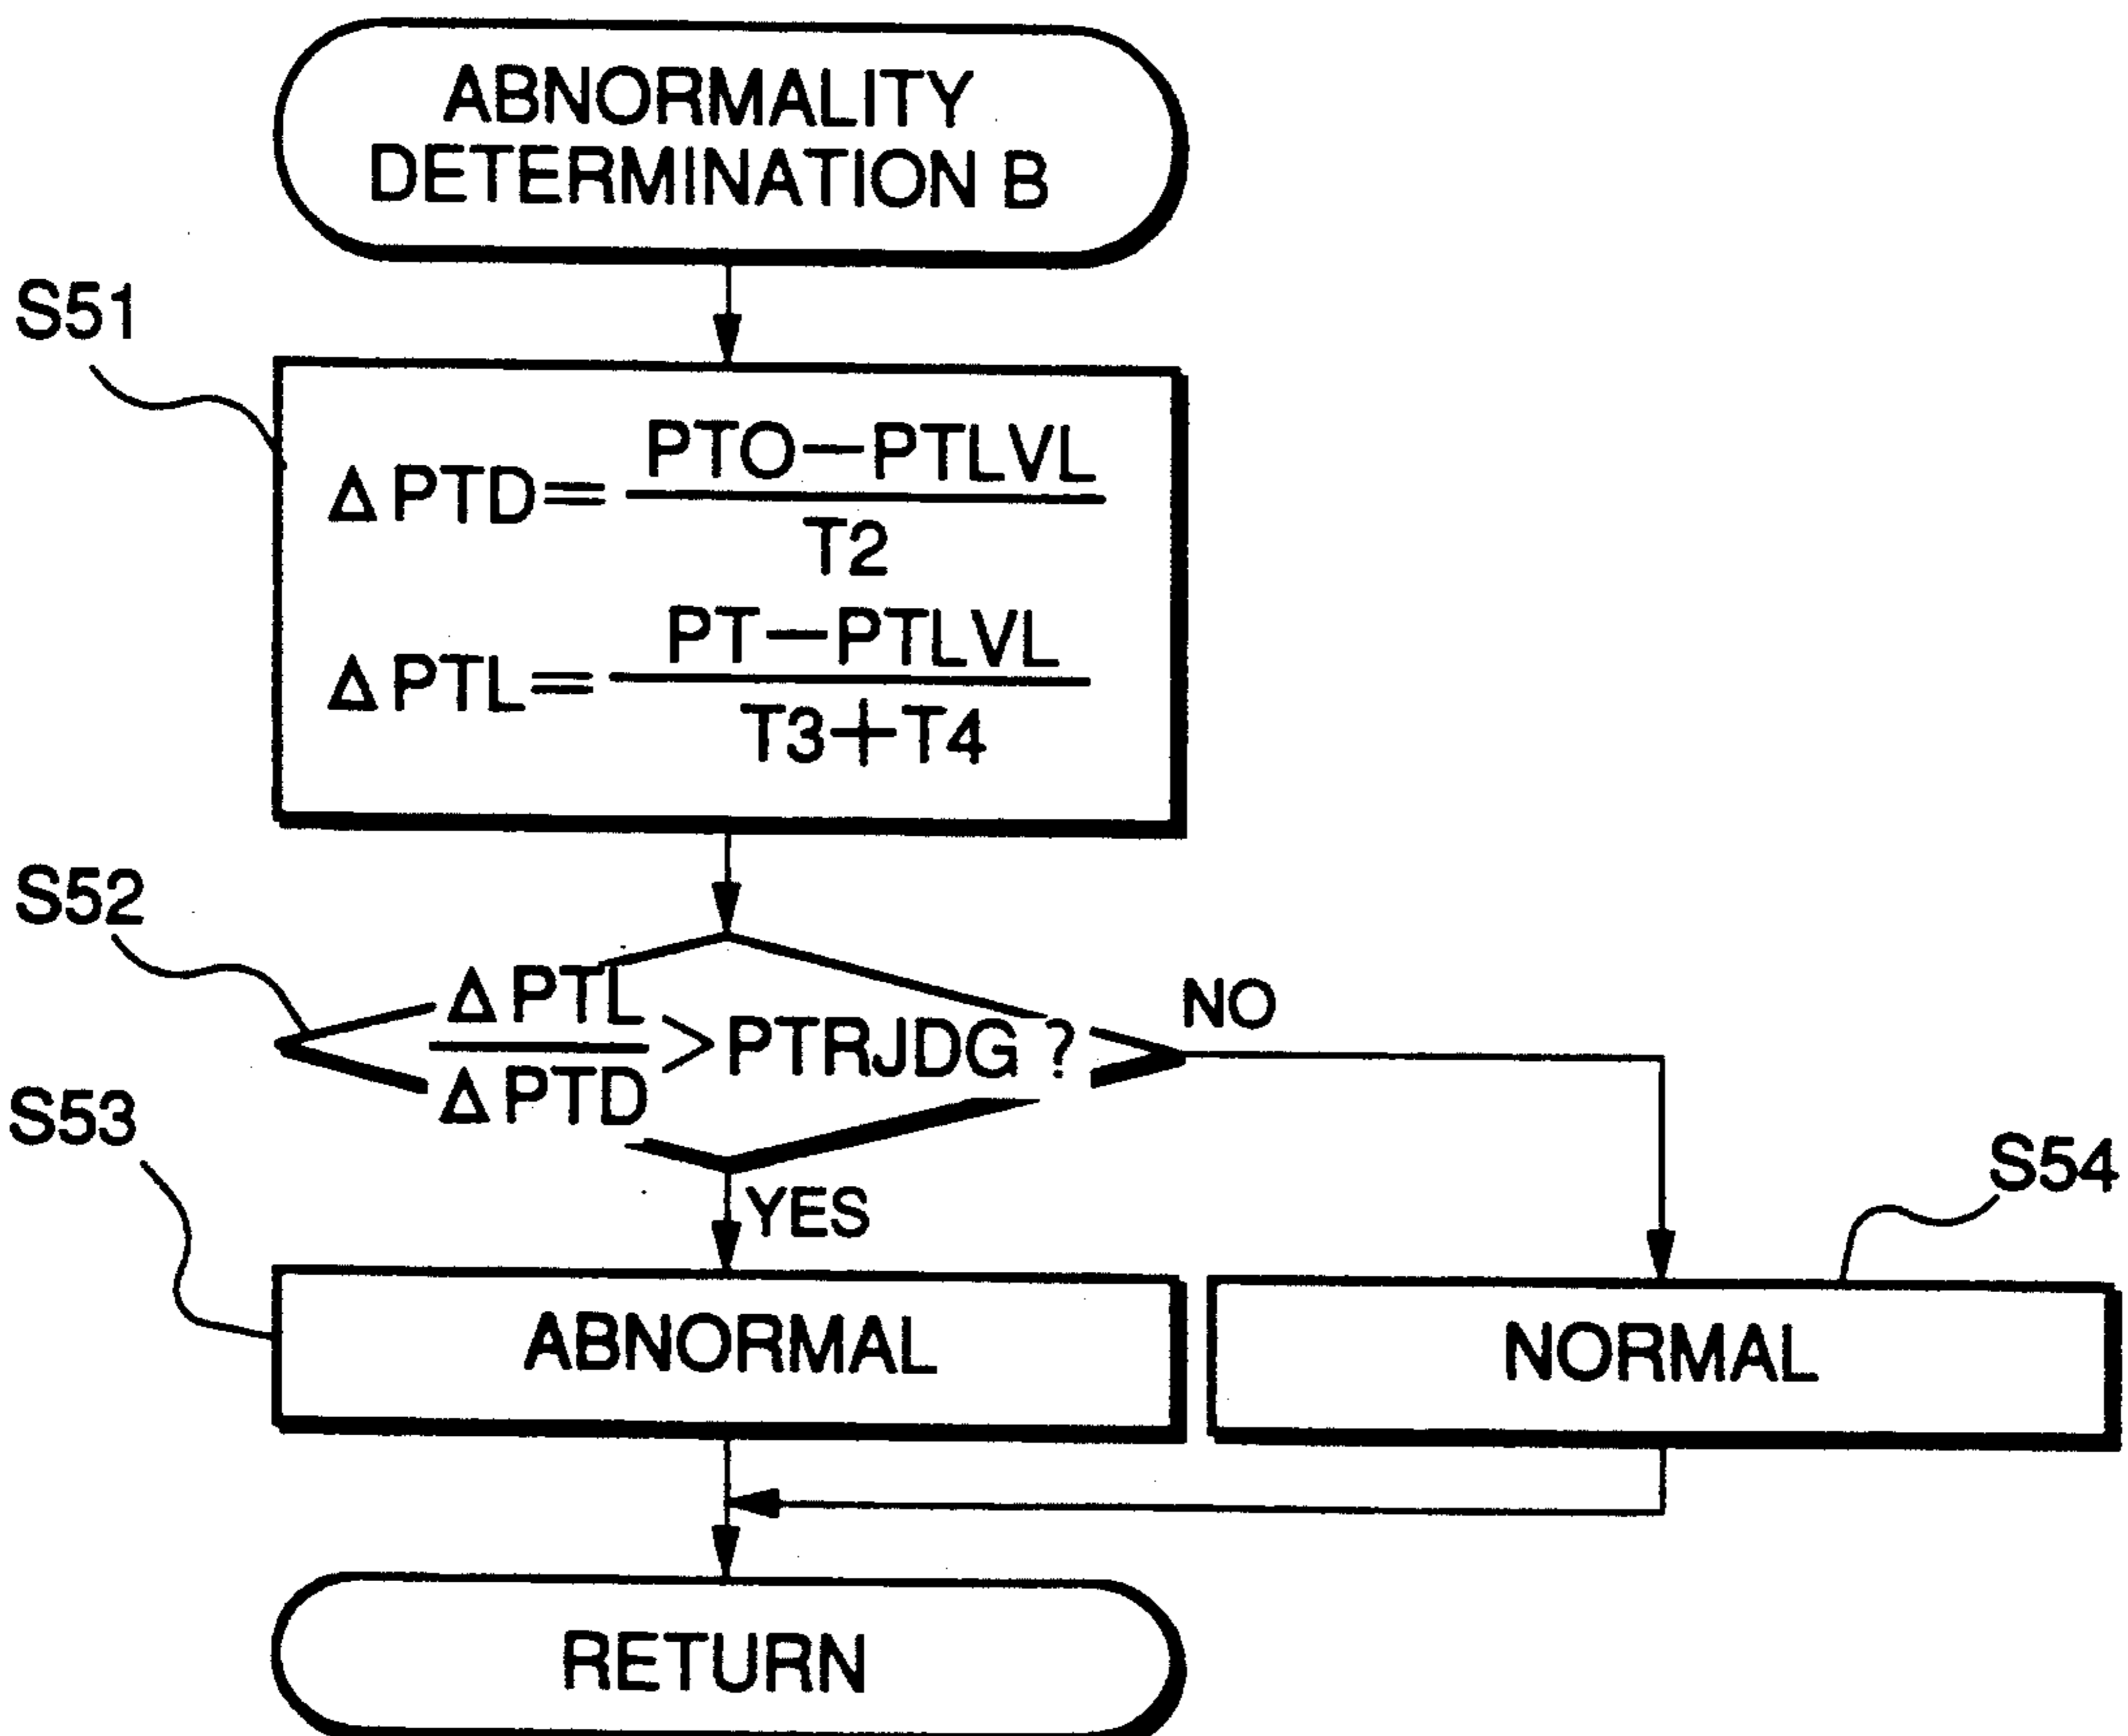 ABNORMALITY
DETERMINATION B
S51
ΔPTD=PTO−PTLVL/T2
ΔPTL=PT−PTLVL/T3+T4
S52
ΔPTL/ΔPTD>PTRJDG?
NO
S53
YES
S54
ABNORMAL
NORMAL
RETURN